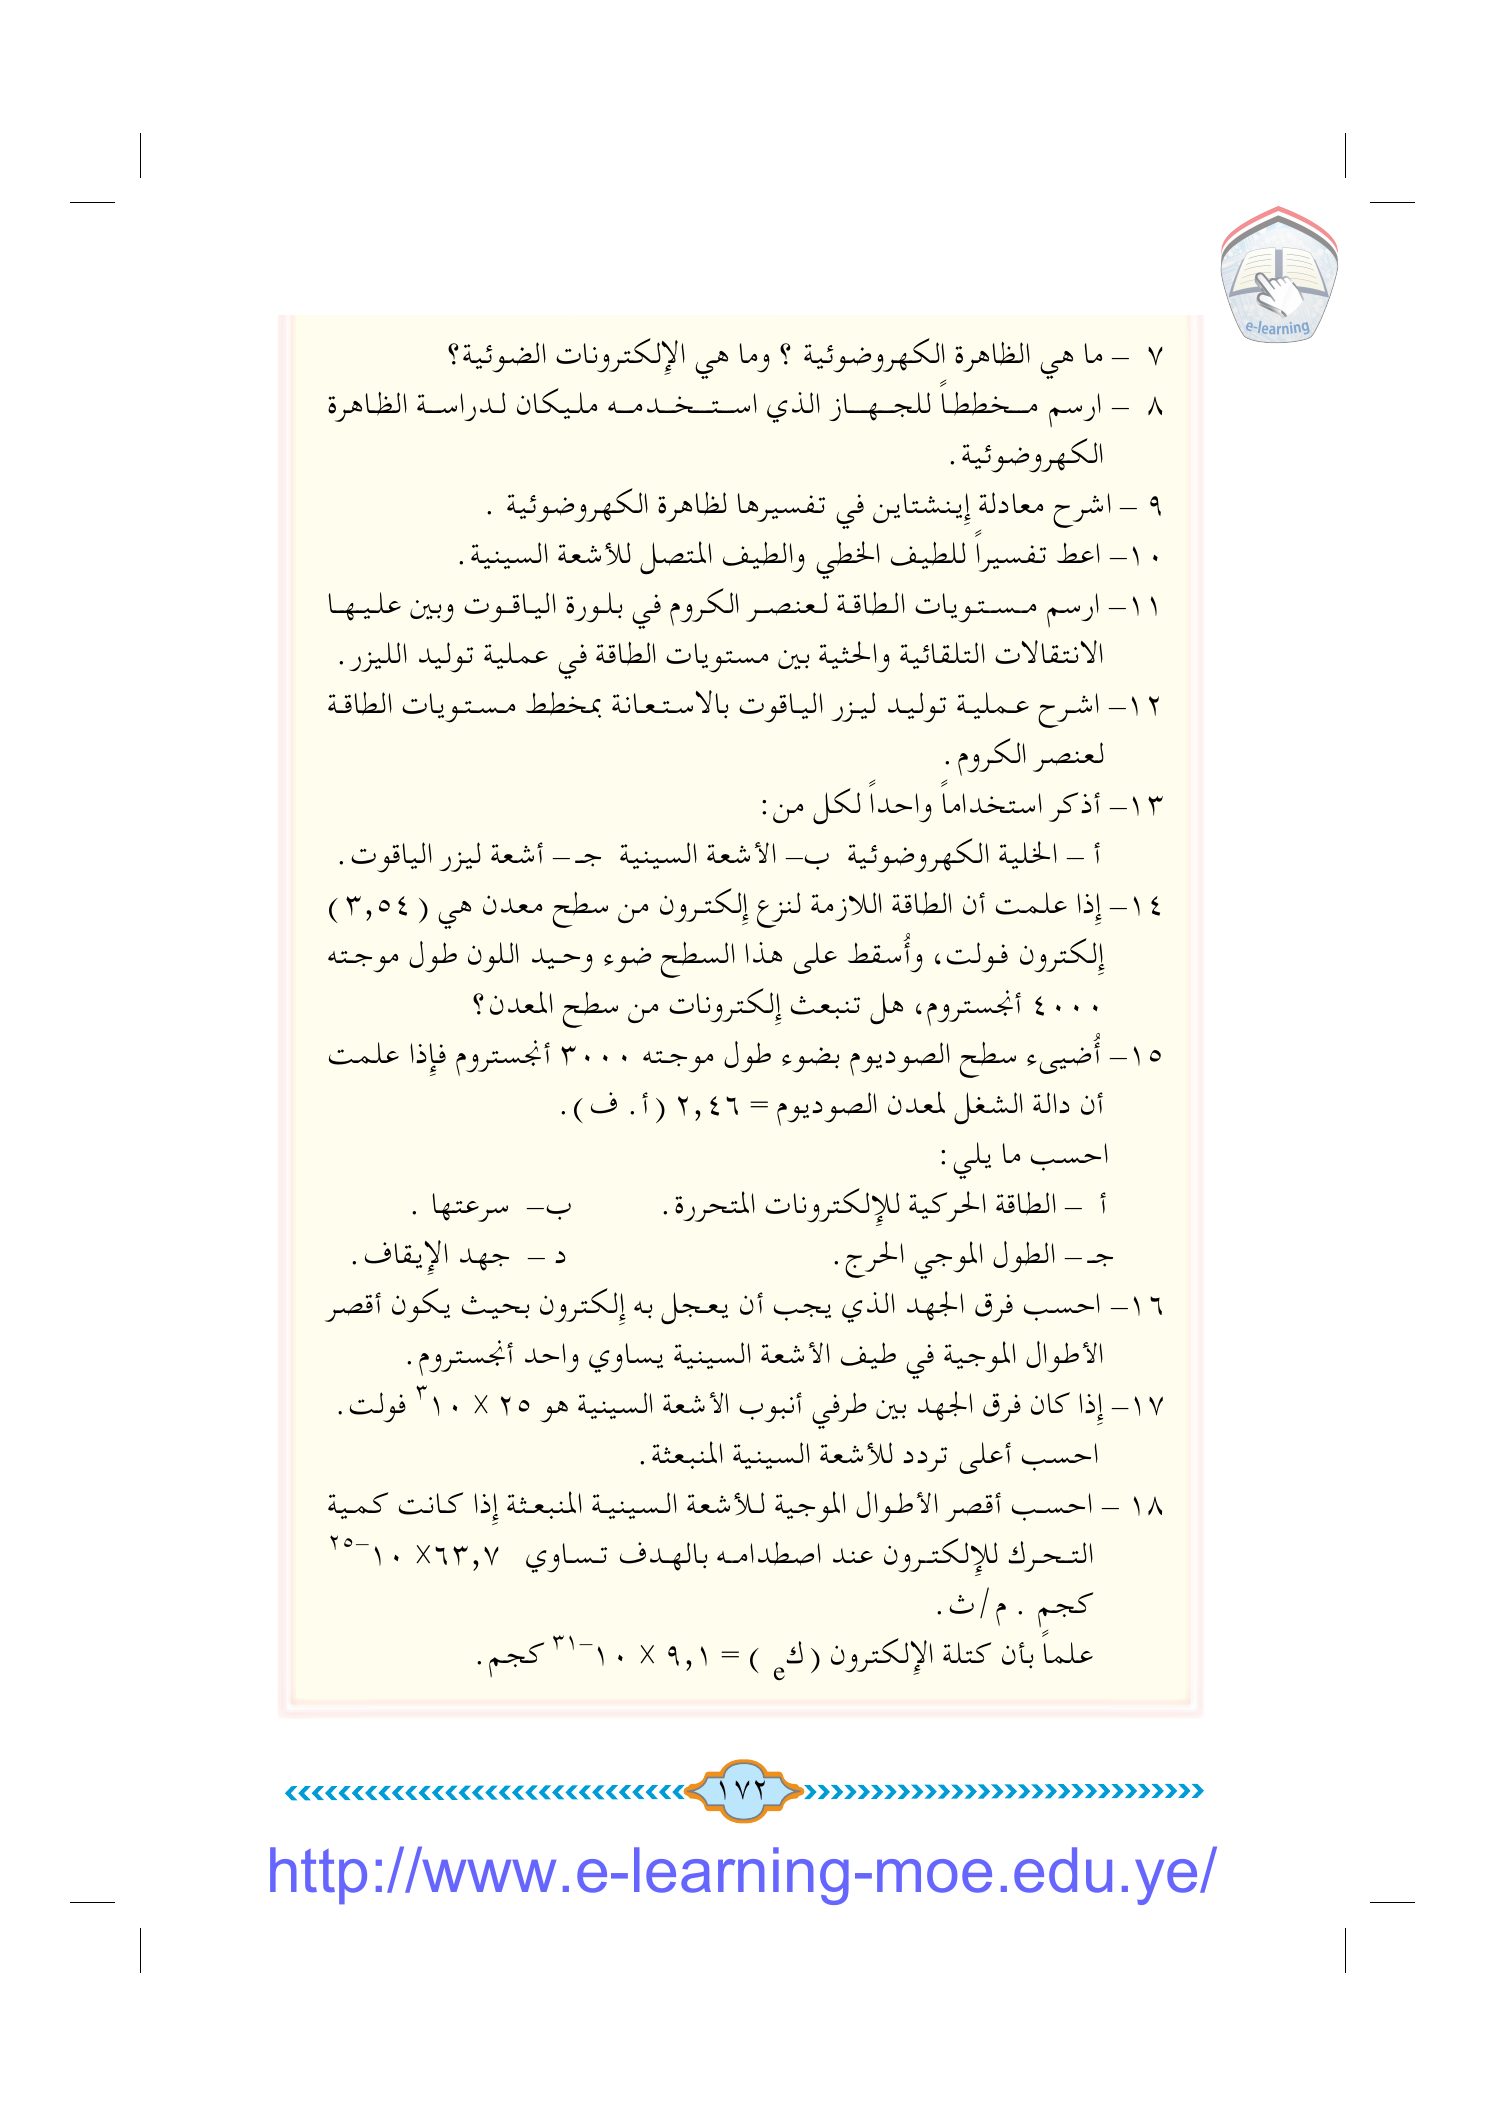 e-learning
٧ – ما هي الظاهرة الكهروضوئية ؟ وما هي الإلكترونات الضوئية؟
٨ – ارسم مخططاً للجهاز الذي استخدمه مليكان لدراسة الظاهرة
الكهروضوئية.
٩ – اشرح معادلة إينشتاين في تفسيرها لظاهرة الكهروضوئية .
١٠– اعط تفسيراً للطيف الخطي والطيف المتصل للأشعة السينية.
١١– ارسم مستويات الطاقة لعنصر الكروم في بلورة الياقوت وبين عليها
الانتقالات التلقائية والحثية بين مستويات الطاقة في عملية توليد الليزر.
١٢– اشرح عملية توليد ليزر الياقوت بالاستعانة بمخطط مستويات الطاقة
لعنصر الكروم.
١٣– أذكر استخداماً واحداً لكل من:
أ – الخلية الكهروضوئية ب– الأشعة السينية جـ – أشعة ليزر الياقوت.
١٤– إذا علمت أن الطاقة اللازمة لنزع إلكترون من سطح معدن هي (٣,٥٤)
إلكترون فولت، وأُسقط على هذا السطح ضوء وحيد اللون طول موجته
٤٠٠٠ أنجستروم، هل تنبعث إلكترونات من سطح المعدن؟
١٥– أُضييء سطح الصوديوم بضوء طول موجته ٣٠٠٠ أنجستروم فإذا علمت
أن دالة الشغل لمعدن الصوديوم = ٢,٤٦ (أ. ف).
احسب ما يلي:
أ – الطاقة الحركية للإلكترونات المتحررة. ب– سرعتها .
جـ – الطول الموجي الحرج. د – جهد الإيقاف.
١٦– احسب فرق الجهد الذي يجب أن يعجل به إلكترون بحيث يكون أقصر
الأطوال الموجية في طيف الأشعة السينية يساوي واحد أنجستروم.
١٧– إذا كان فرق الجهد بين طرفي أنبوب الأشعة السينية هو ٢٥ × ١٠³ فولت.
احسب أعلى تردد للأشعة السينية المنبعثة.
١٨ – احسب أقصر الأطوال الموجية للأشعة السينية المنبعثة إذا كانت كمية
التحرك للإلكترون عند اصطدامه بالهدف تساوي ٦٣,٧× ١٠⁻²⁵
كجم . م/ث.
علماً بأن كتلة الإلكترون (كe ) = ٩,١ × ١٠⁻³¹ كجم.
١٧٢
http://www.e-learning-moe.edu.ye/